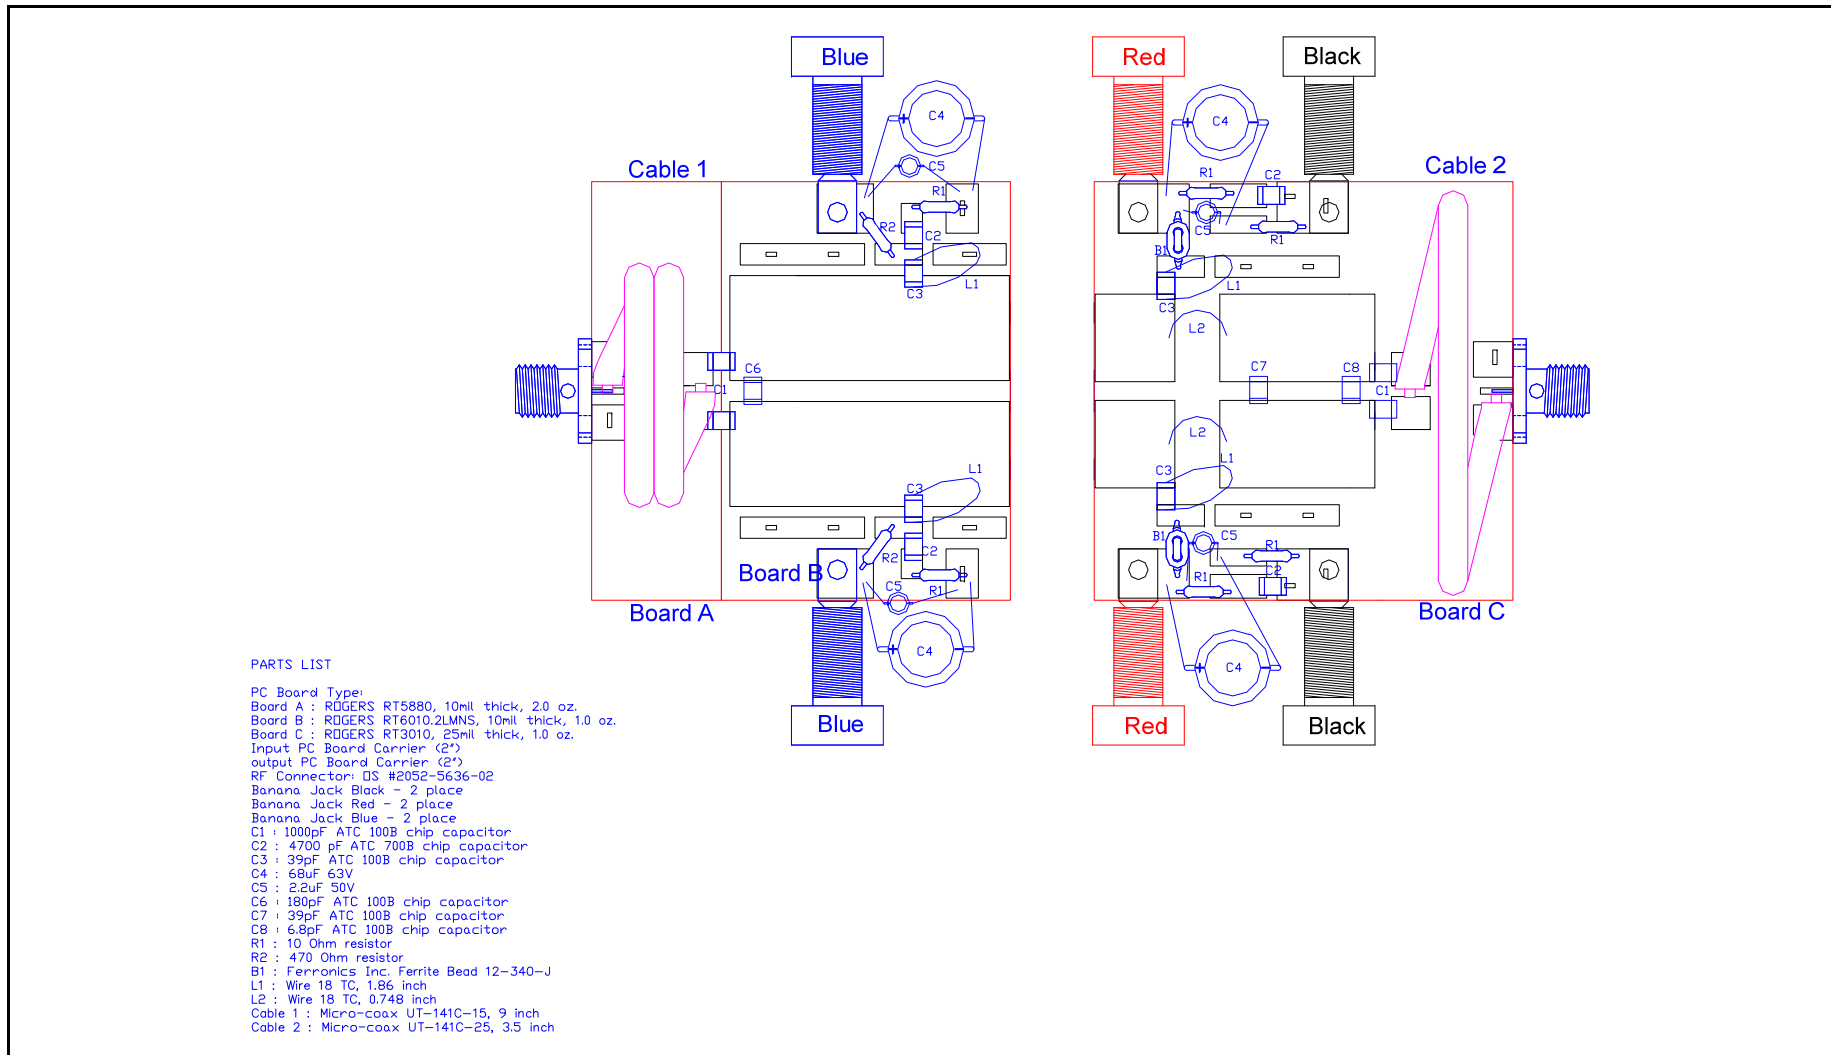 Blue
Red
Black
C4
C4
Cable 1
C5
Cable 2
R1
C2
R1
R2
C5
R1
C2
B1
L1
C3
L1
C3
L2
C6
C7
C8
C1
C1
L2
L1
L1
C3
C3
B1
C5
R1
C2
R2
Board B
C5
R1
R1
C2
Board A
Board C
C4
C4
Blue
Red
Black
PARTS LIST
PC Board Type:
Board A : ROGERS RT5880, 10mil thick, 2.0 oz.
Board B : ROGERS RT6010.2LMNS, 10mil thick, 1.0 oz.
Board C : ROGERS RT3010, 25mil thick, 1.0 oz.
Input PC Board Carrier (2")
output PC Board Carrier (2")
RF Connector: OS #2052-5636-02
Banana Jack Black - 2 place
Banana Jack Red - 2 place
Banana Jack Blue - 2 place
C1 : 1000pF ATC 100B chip capacitor
C2 : 4700 pF ATC 700B chip capacitor
C3 : 39pF ATC 100B chip capacitor
C4 : 68uF 63V
C5 : 2.2uF 50V
C6 : 180pF ATC 100B chip capacitor
C7 : 39pF ATC 100B chip capacitor
C8 : 6.8pF ATC 100B chip capacitor
R1 : 10 Ohm resistor
R2 : 470 Ohm resistor
B1 : Ferronics Inc. Ferrite Bead 12-340-J
L1 : Wire 18 TC, 1.86 inch
L2 : Wire 18 TC, 0.748 inch
Cable 1 : Micro-coax UT-141C-15, 9 inch
Cable 2 : Micro-coax UT-141C-25, 3.5 inch